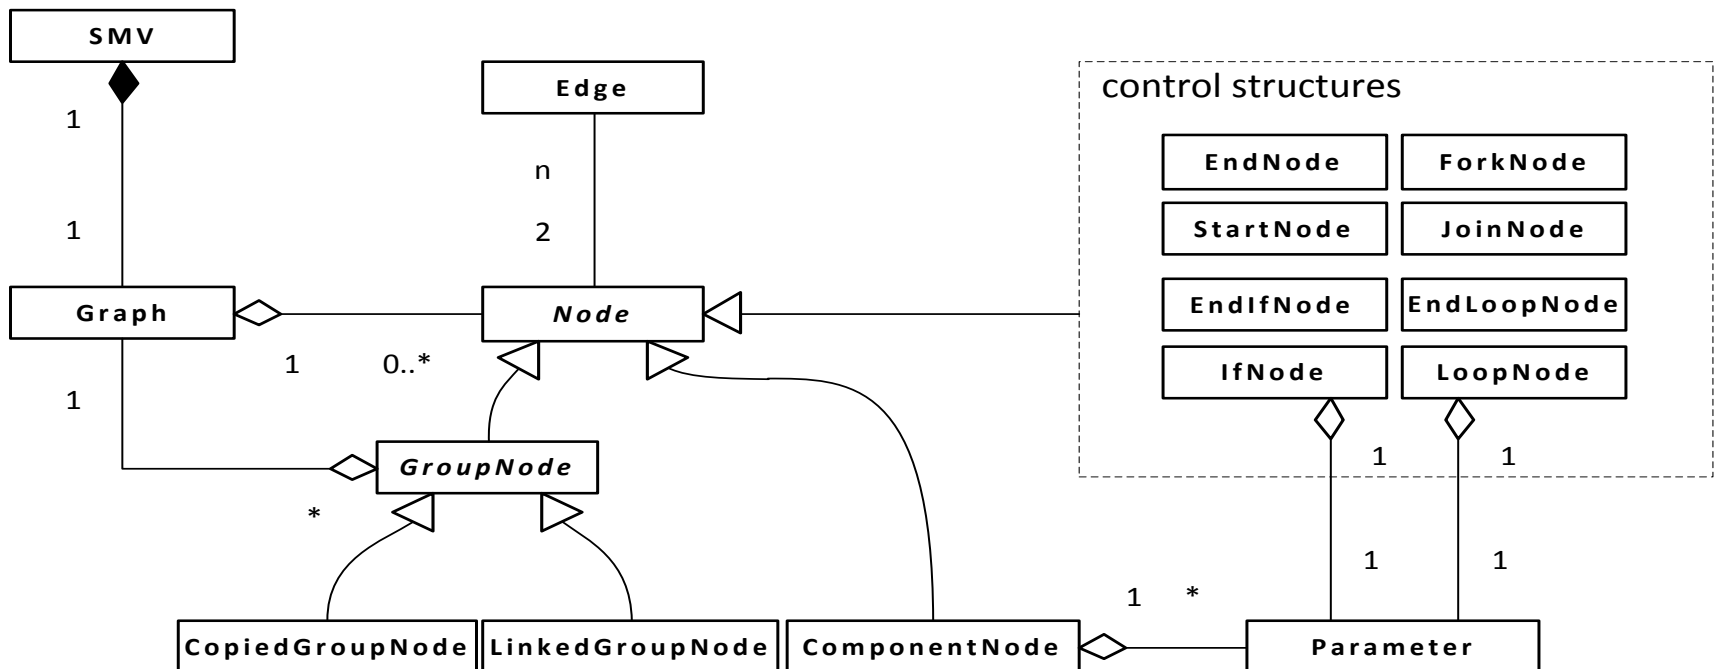 SMV
1
1
Graph
1
0..*
1
Edge
n
2
Node
GroupNode
*
CopiedGroupNode
LinkedGroupNode
ComponentNode
1
*
Parameter
control structures
EndNode
ForkNode
StartNode
JoinNode
EndIfNode
EndLoopNode
IfNode
LoopNode
1
1
1
1